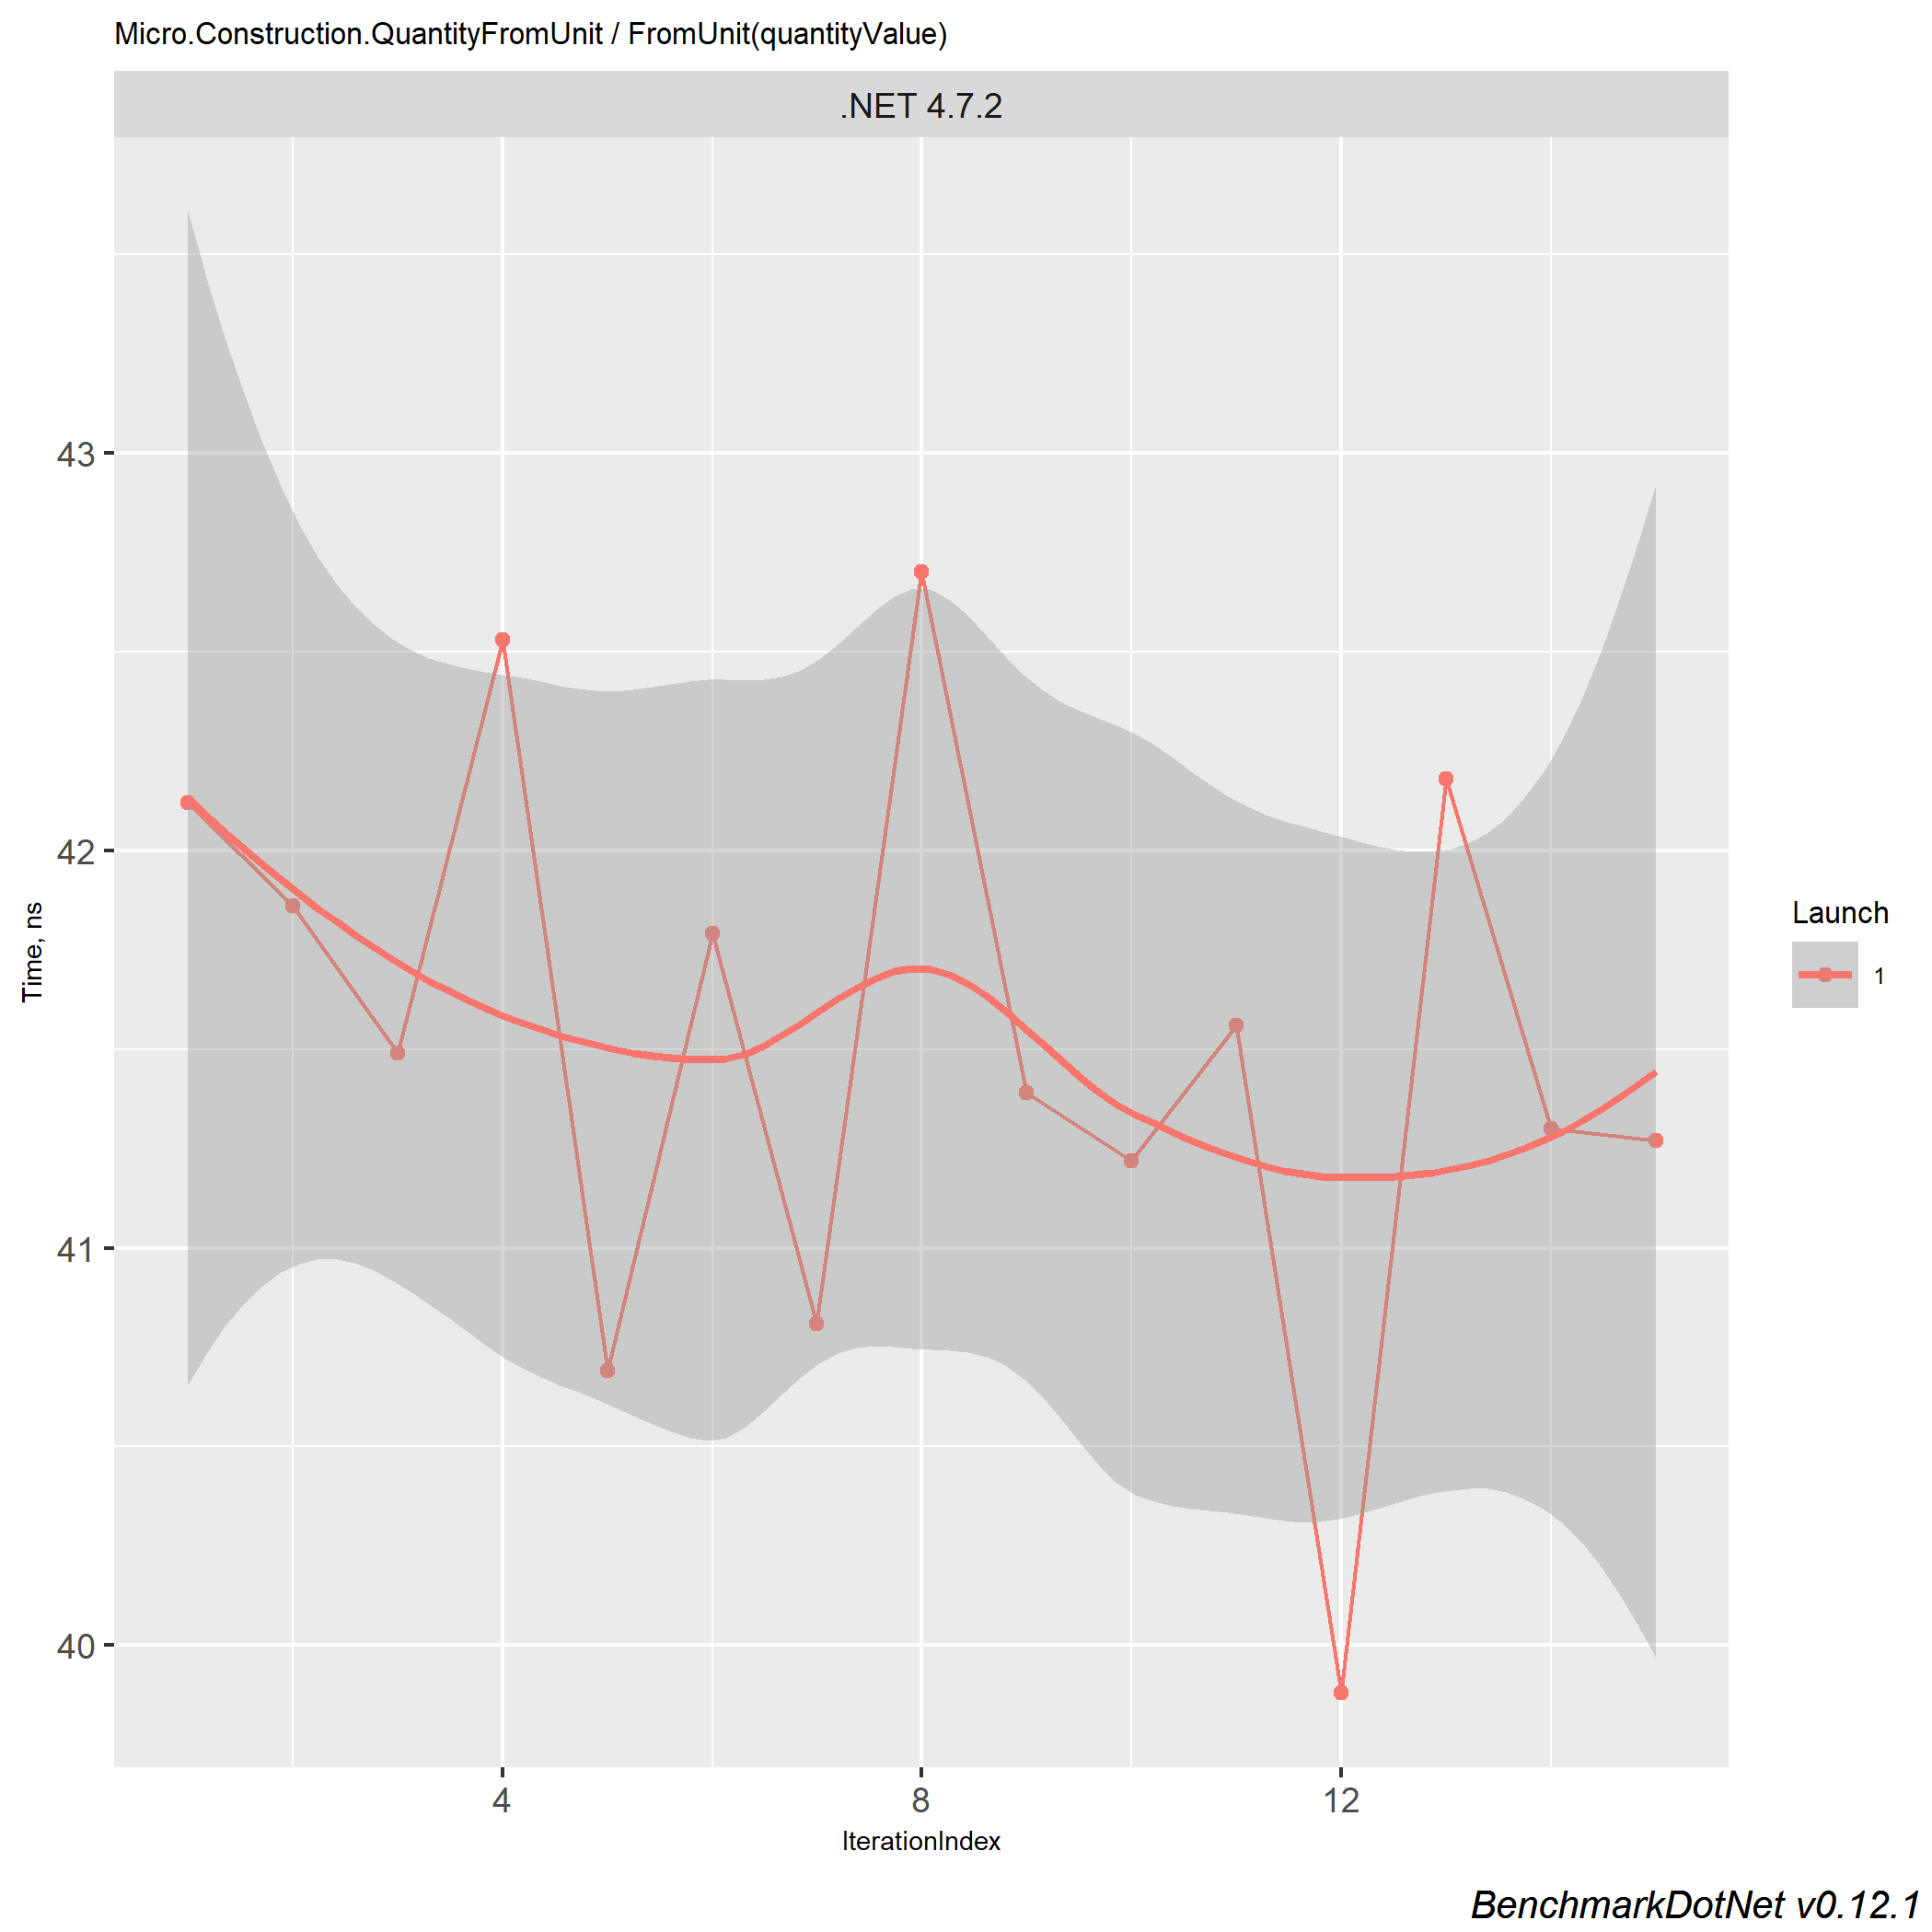 Micro.Construction.QuantityFromUnit / FromUnit(quantityValue)
.NET 4.7.2
43
42
41
40
Time, ns
4 8 12
IterationIndex
Launch
1
BenchmarkDotNet v0.12.1